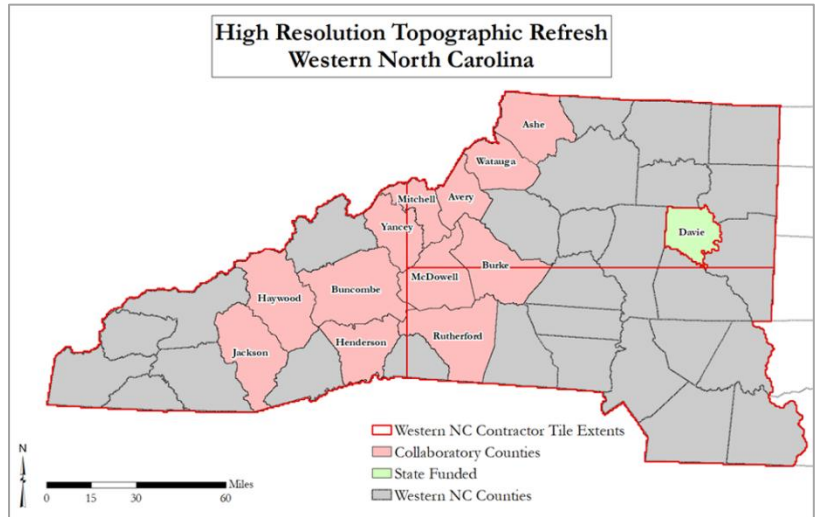 High Resolution Topographic Refresh
Western North Carolina
Ashe
Watauga
Mitchell
Avery
Yancey
Davie
Burke
McDowell
Buncombe
Haywood
Rutherford
Henderson
Jackson
Western NC Contractor Tile Extents
Collaboratory Counties
State Funded
Western NC Counties
N
Miles
0 15 30 60